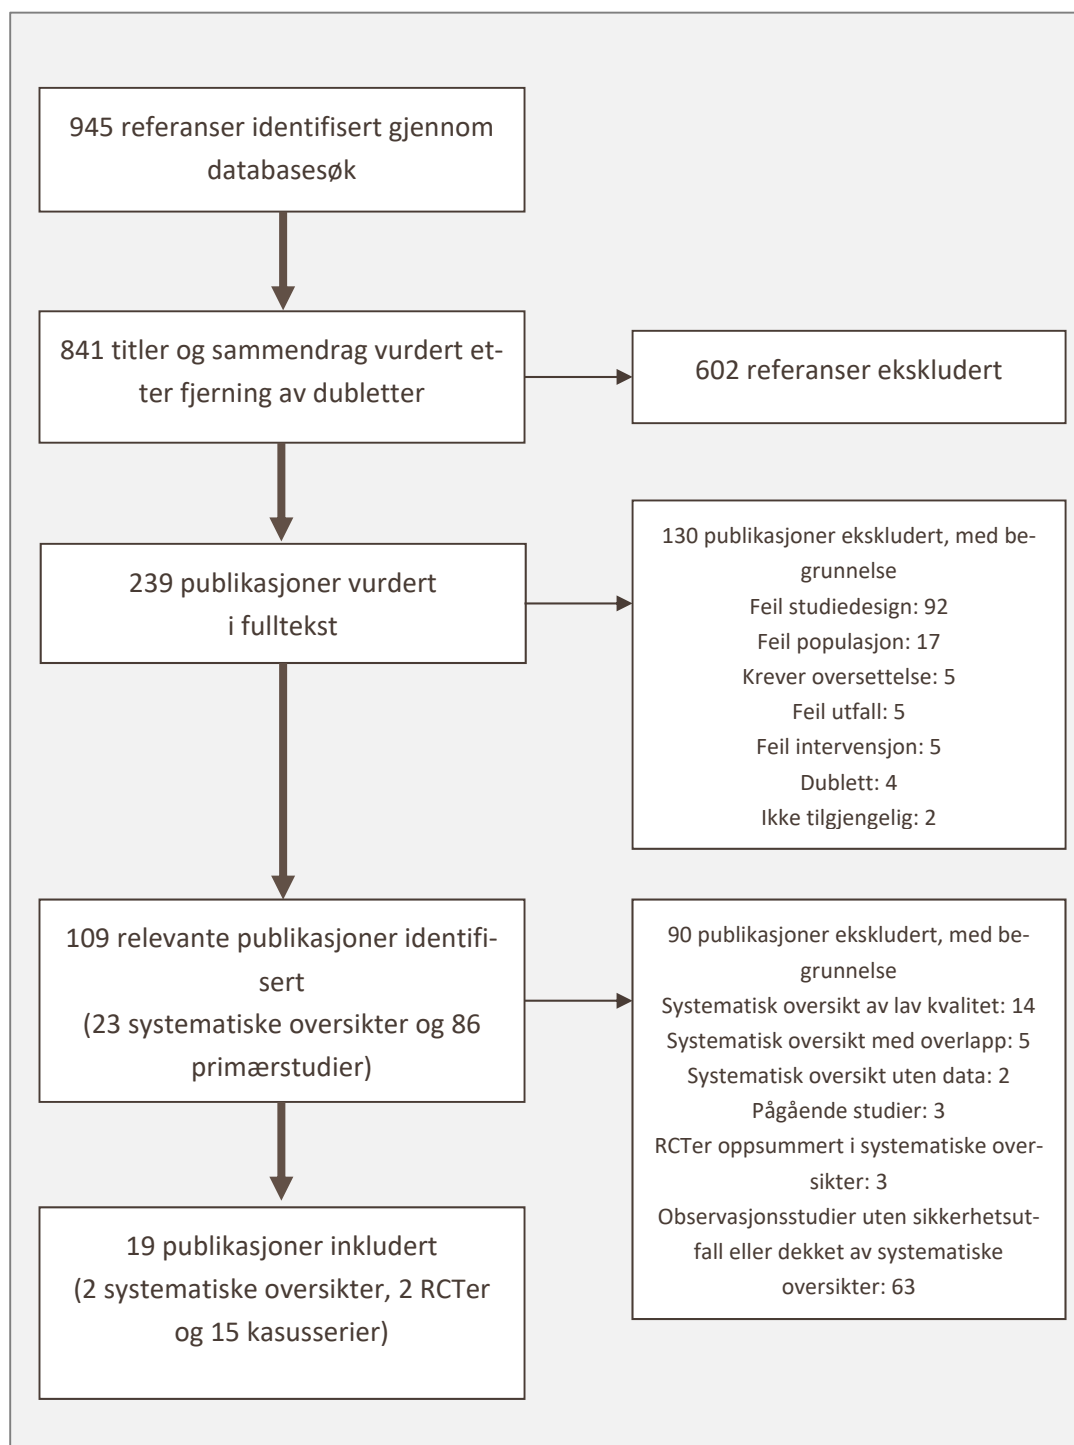 945 referanser identifisert gjennom
databasesøk
841 titler og sammendrag vurdert et-
ter fjerning av dubletter
602 referanser ekskludert
239 publikasjoner vurdert
i fulltekst
130 publikasjoner ekskludert, med be-
grunnelse
Feil studiedesign: 92
Feil populasjon: 17
Krever oversettelse: 5
Feil utfall: 5
Feil intervensjon: 5
Dublett: 4
Ikke tilgjengelig: 2
109 relevante publikasjoner identifi-
sert
(23 systematiske oversikter og 86
primærstudier)
90 publikasjoner ekskludert, med be-
grunnelse
Systematisk oversikt av lav kvalitet: 14
Systematisk oversikt med overlapp: 5
Systematisk oversikt uten data: 2
Pågående studier: 3
RCTer oppsummert i systematiske over-
sikter: 3
Observasjonsstudier uten sikkerhetsut-
fall eller dekket av systematiske
oversikter: 63
19 publikasjoner inkludert
(2 systematiske oversikter, 2 RCTer
og 15 kasusserier)